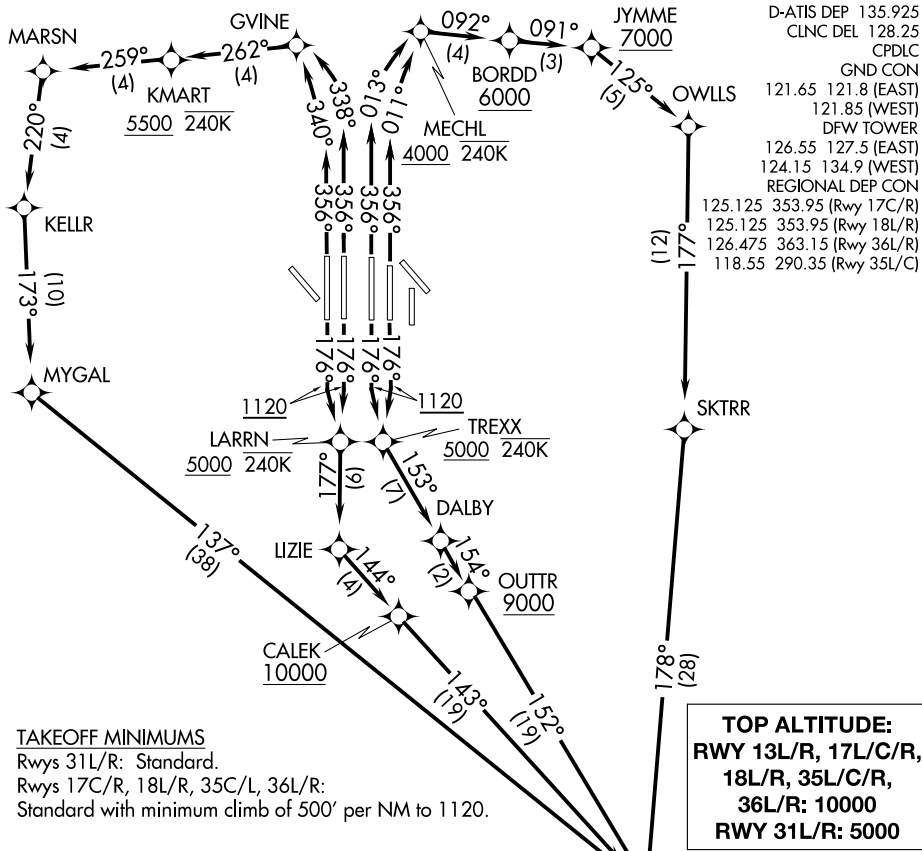 D-ATIS DEP 135.925
CLNC DEL 128.25
CPDLC
GND CON
121.65 121.8 (EAST)
121.85 (WEST)
DFW TOWER
126.55 127.5 (EAST)
124.15 134.9 (WEST)
REGIONAL DEP CON
125.125 353.95 (Rwy 17C/R)
125.125 353.95 (Rwy 18L/R)
126.475 363.15 (Rwy 36L/R)
118.55 290.35 (Rwy 35L/C)
MARSN
259°
(4)
KMART
5500 240K
262°
(4)
GVINE
340°
338°
013°
011°
092°
(4)
MECHL
4000 240K
BORDD
6000
091°
(3)
JYMME
7000
125°
(5)
OWLLS
220°
(4)
KELLR
173°
(10)
MYGAL
356°
356°
356°
356°
177°
(12)
176°
176°
176°
176°
1120
1120
LARRN
5000 240K
TREXX
5000 240K
SKTRR
177°
(6)
153°
(7)
DALBY
LIZIE
144°
(4)
154°
(2)
OUTTR
9000
137°
(38)
CALEK
10000
143°
(19)
152°
(19)
178°
(28)
TAKEOFF MINIMUMS
Rwys 31L/R: Standard.
Rwys 17C/R, 18L/R, 35C/L, 36L/R:
Standard with minimum climb of 500' per NM to 1120.
TOP ALTITUDE:
RWY 13L/R, 17L/C/R,
18L/R, 35L/C/R,
36L/R: 10000
RWY 31L/R: 5000